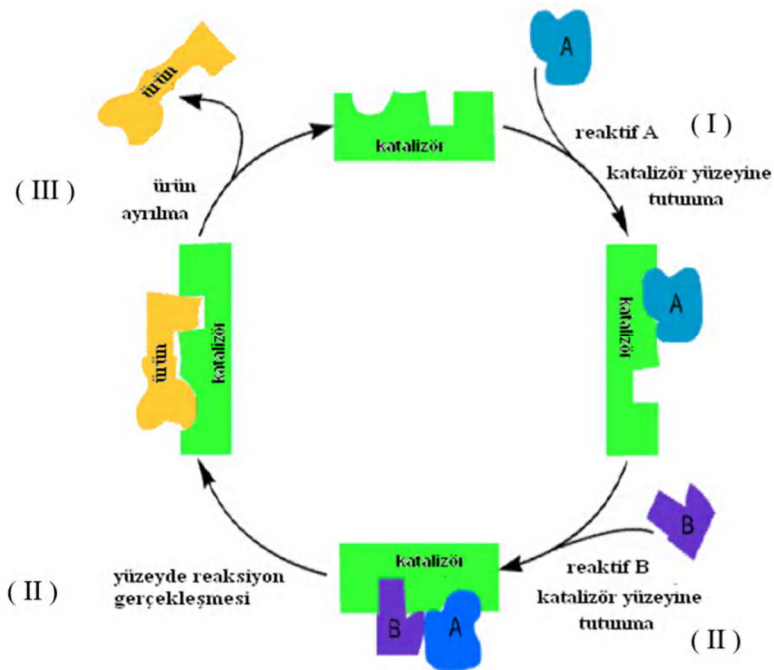 ürün
A
katalizör
reaktif A
( I )
katalizör yüzeyine
tutunma
( III )
ürün
ayrılma
katalizör
A
ürün
katalizör
B
katalizör
reaktif B
katalizör yüzeyine
tutunma
( II )
B
A
yüzeyde reaksiyon
gerçekleşmesi
( II )